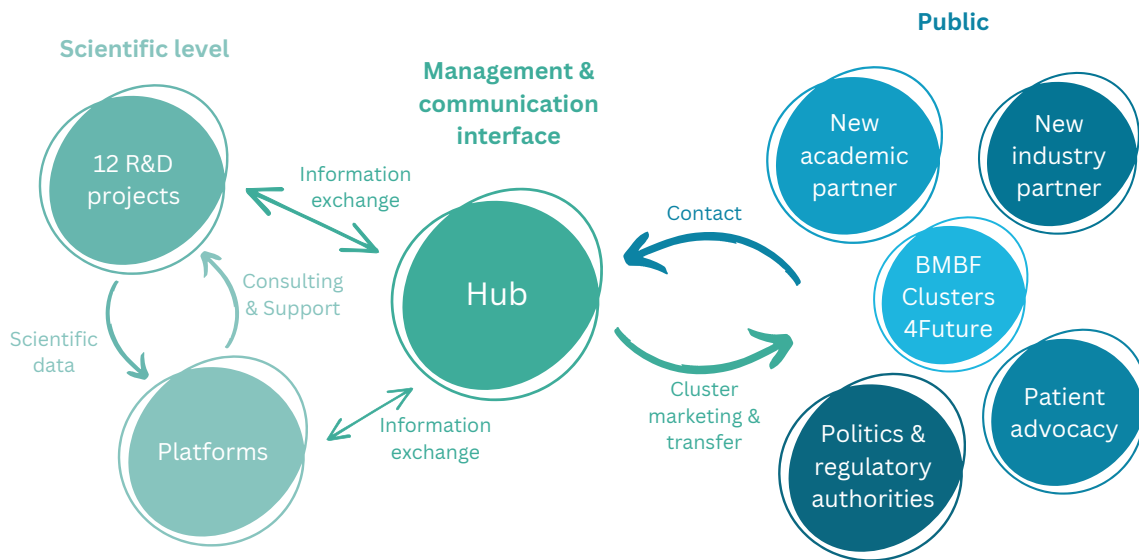 Scientific level
12 R&D
projects
Scientific
data
Consulting
& Support
Platforms
Information
exchange
Information
exchange
Management &
communication
interface
Hub
Contact
Cluster
marketing &
transfer
Public
New
academic
partner
New
industry
partner
BMBF
Clusters
4Future
Patient
advocacy
Politics &
regulatory
authorities